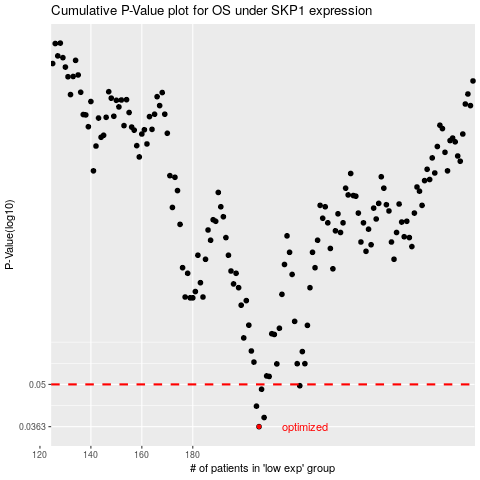 Cumulative P-Value plot for OS under SKP1 expression
P-Value(log10)
0.05
0.0363
optimized
120 140 160 180
# of patients in 'low exp' group